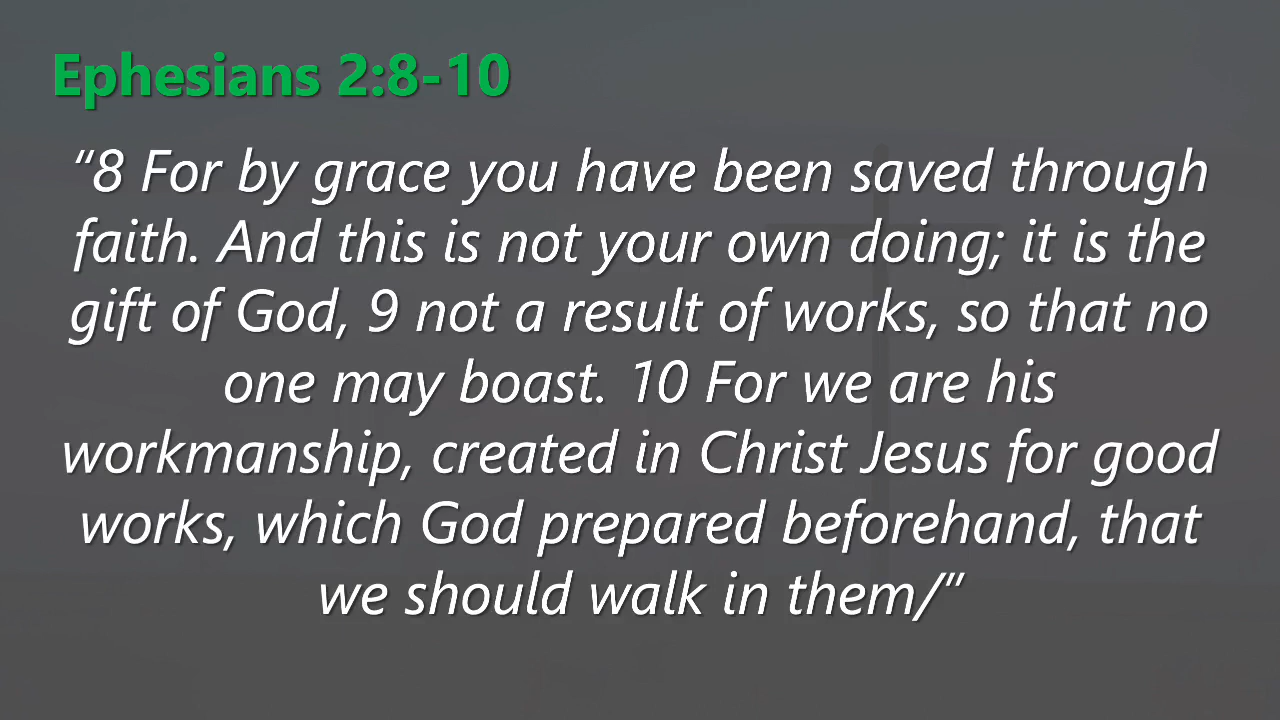 Ephesians 2:8-10
“8 For by grace you have been saved through
faith. And this is not your own doing; it is the
gift of God, 9 not a result of works, so that no
one may boast. 10 For we are his
workmanship, created in Christ Jesus for good
works, which God prepared beforehand, that
we should walk in them/”